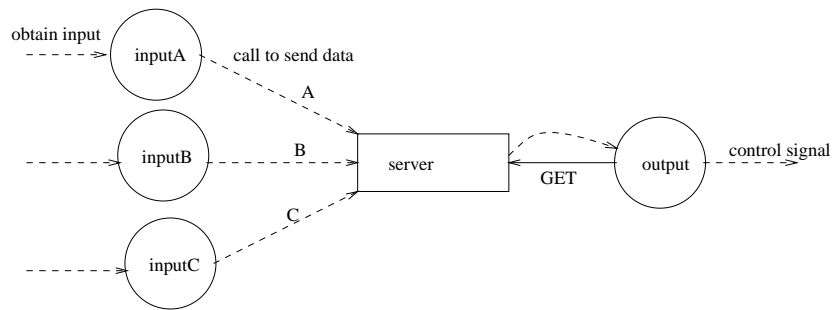 obtain input
inputA
call to send data
A
inputB
B
server
GET
output
control signal
C
inputC